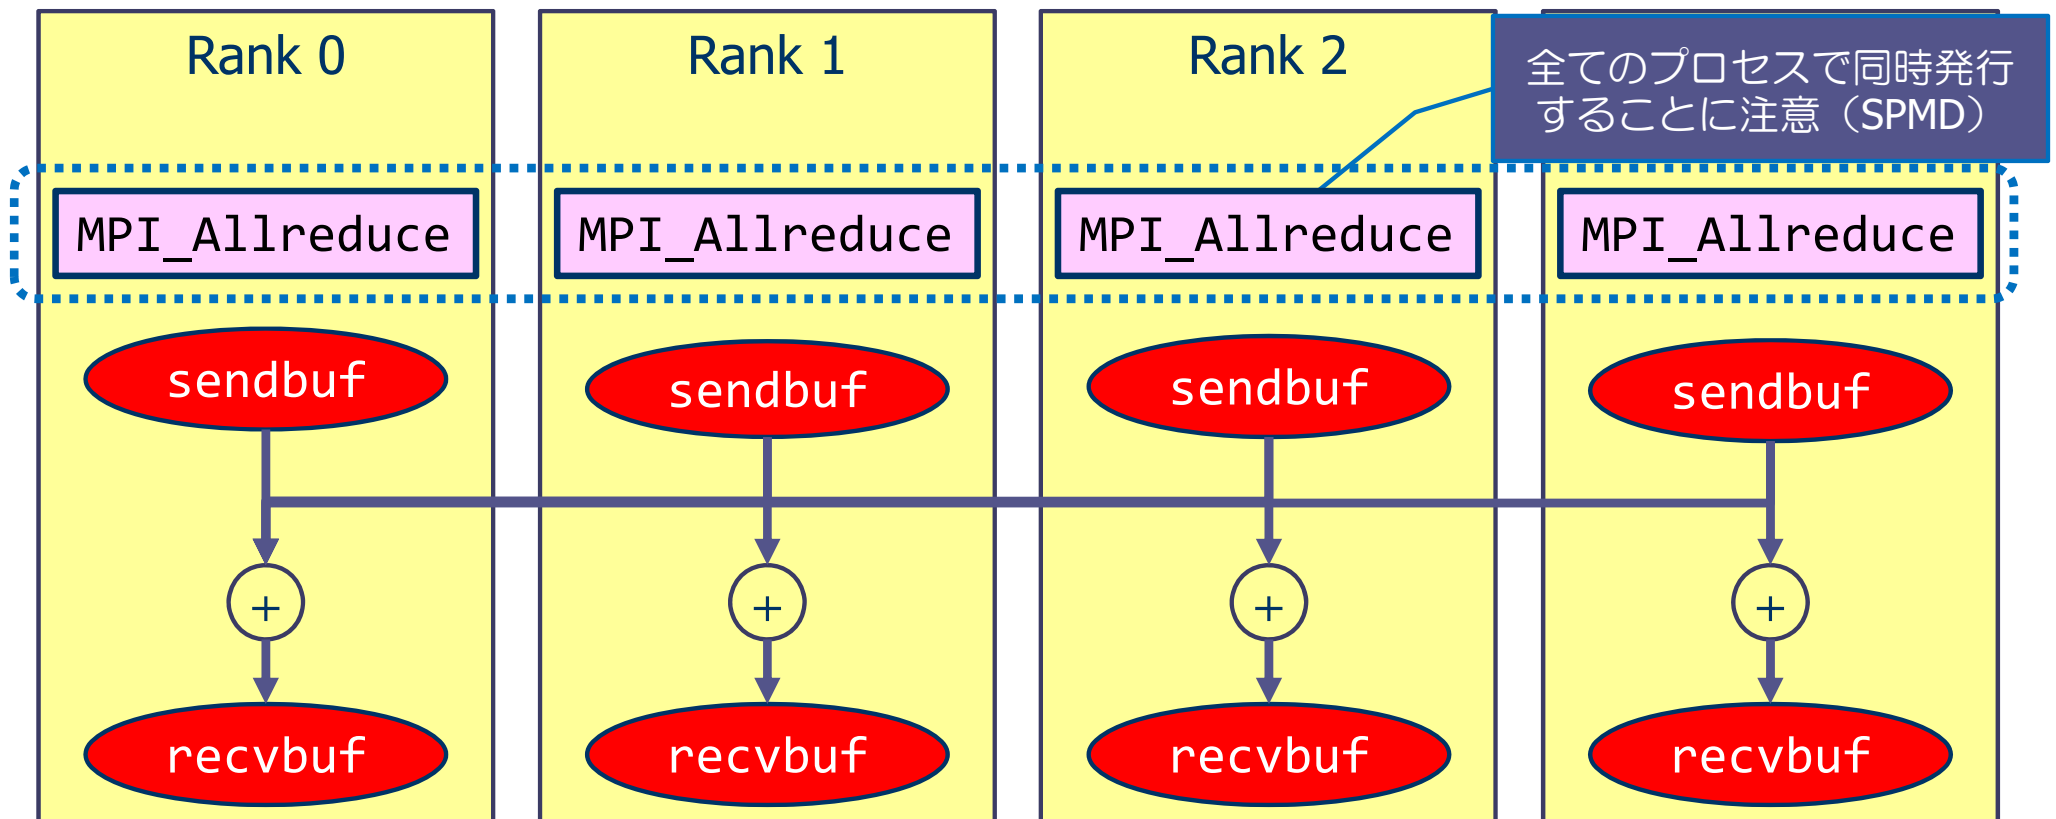 Rank 0
Rank 1
Rank 2
全てのプロセスで同時発行
することに注意（SPMD）
MPI_Allreduce
MPI_Allreduce
MPI_Allreduce
MPI_Allreduce
sendbuf
sendbuf
sendbuf
sendbuf
+
+
+
+
recvbuf
recvbuf
recvbuf
recvbuf